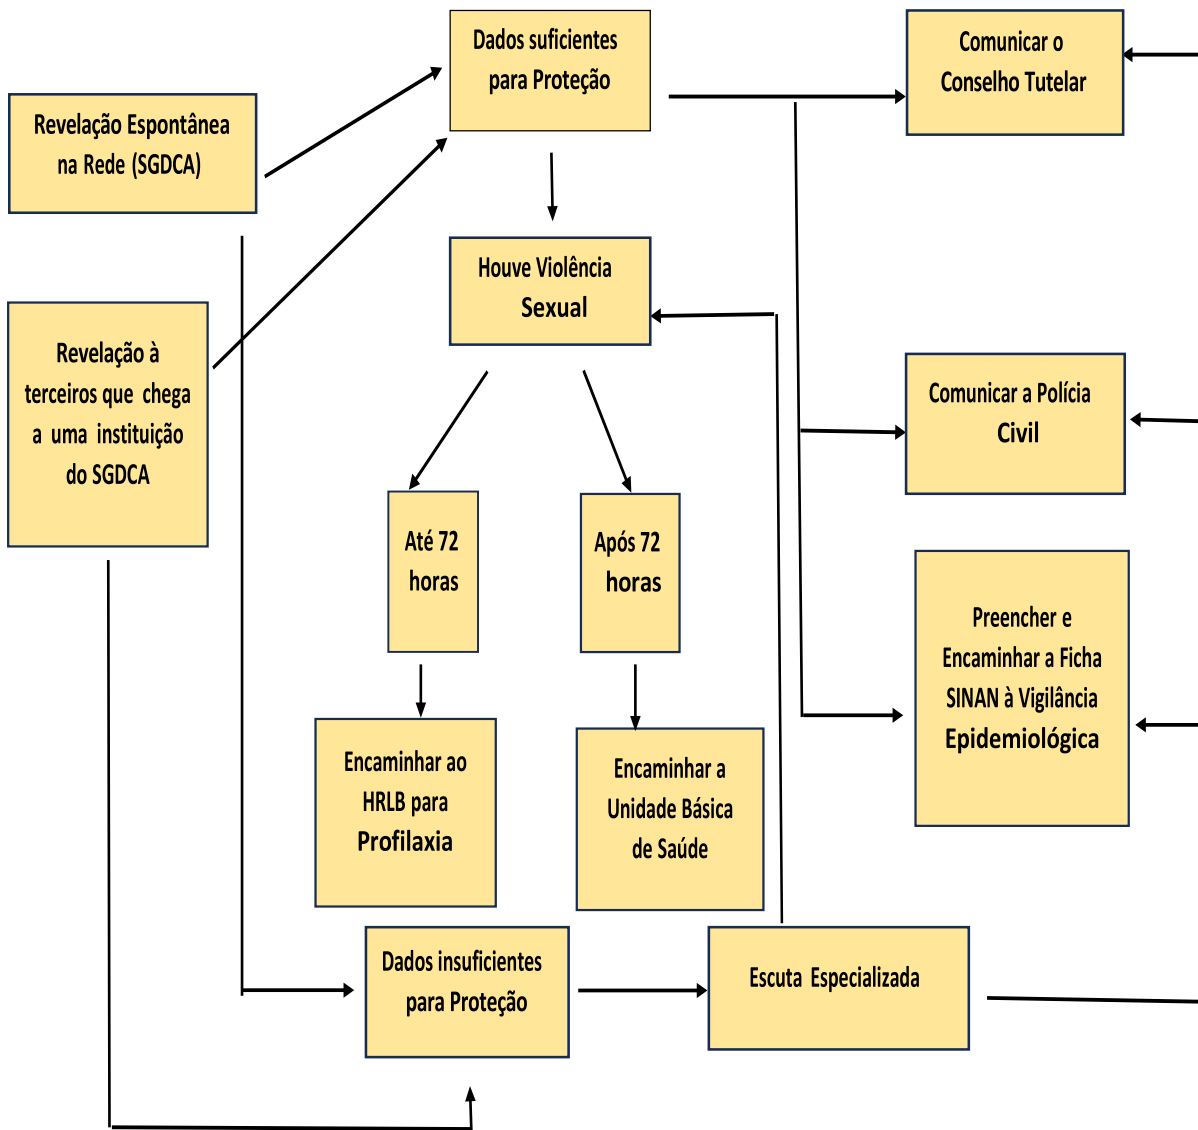 Dados suficientes
para Proteção
Comunicar o
Conselho Tutelar
Revelação Espontânea
na Rede (SGDCA)
Houve Violência
Sexual
Revelação à
terceiros que chega
a uma instituição
do SGDCA
Comunicar a Polícia
Civil
Até 72
horas
Após 72
horas
Preencher e
Encaminhar a Ficha
SINAN à Vigilância
Epidemiológica
Encaminhar ao
HRLB para
Profilaxia
Encaminhar a
Unidade Básica
de Saúde
Dados insuficientes
para Proteção
Escuta Especializada